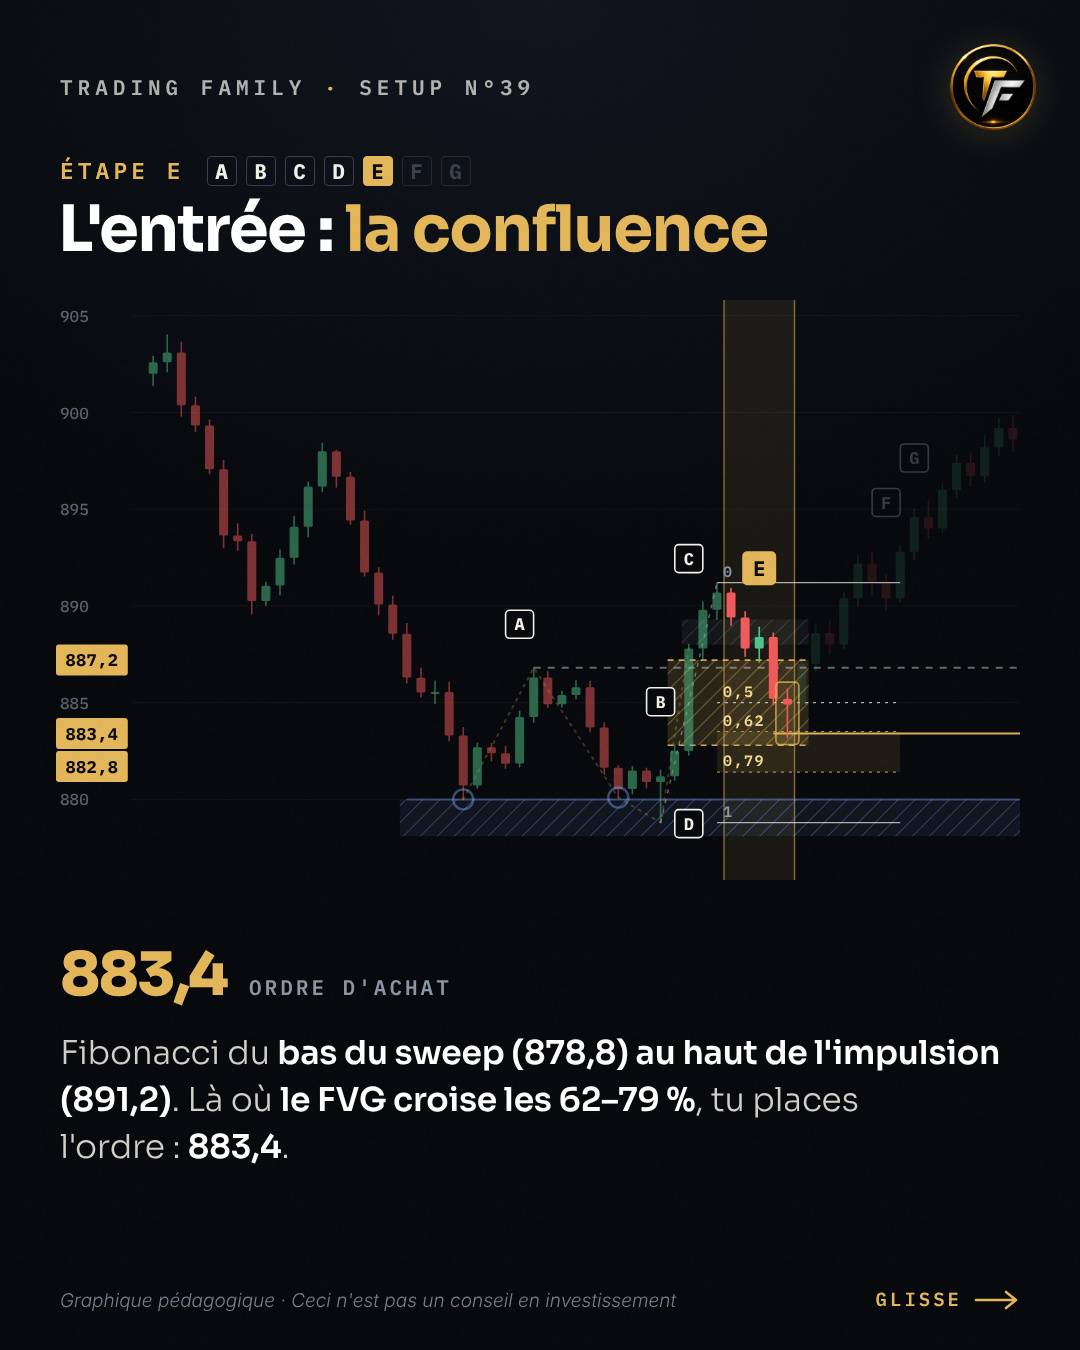 TRADING FAMILY · SETUP N°39
TF
ÉTAPE E A B C D E F G
L'entrée : la confluence
905
900
895
890
887,2
885
883,4
882,8
880
G
F
C
0
E
A
B
0,5
0,62
0,79
1
D
883,4 ORDRE D'ACHAT
Fibonacci du bas du sweep (878,8) au haut de l'impulsion
(891,2). Là où le FVG croise les 62–79 %, tu places
l'ordre : 883,4.
Graphique pédagogique · Ceci n'est pas un conseil en investissement
GLISSE →